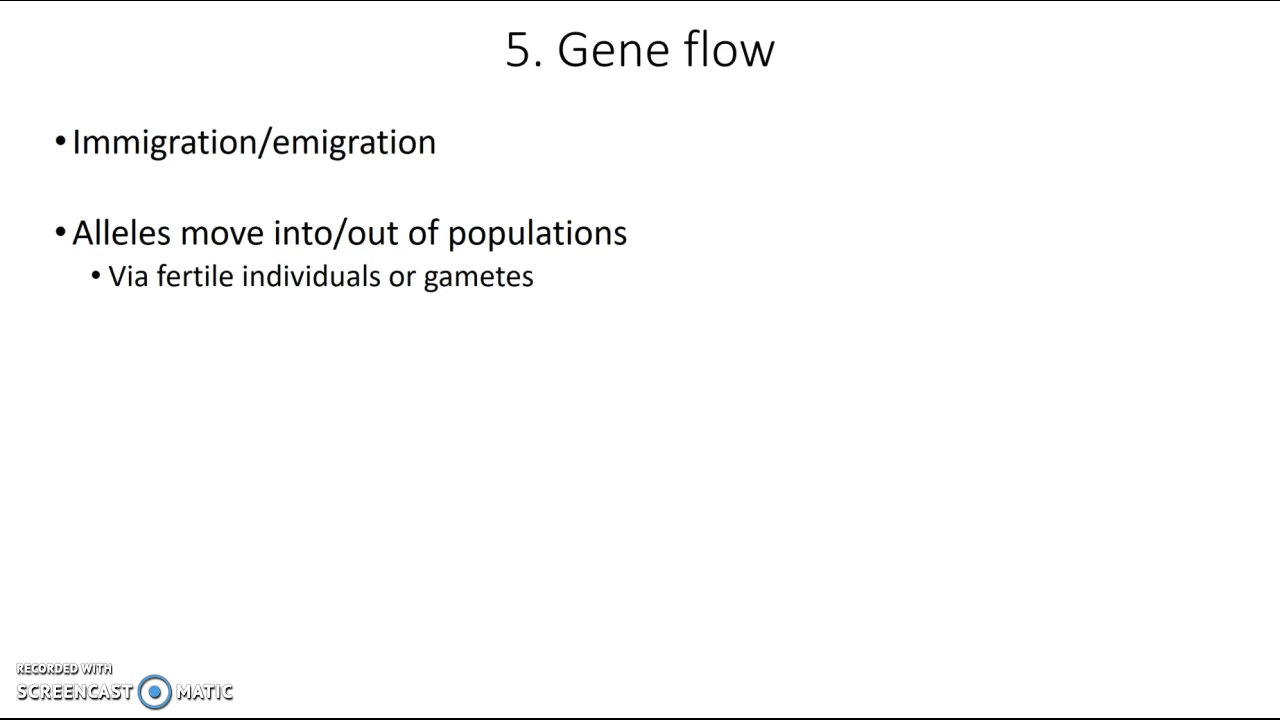 5. Gene flow
•Immigration/emigration
•Alleles move into/out of populations
• Via fertile individuals or gametes
RECORDED WITH
SCREENCAST MATIC